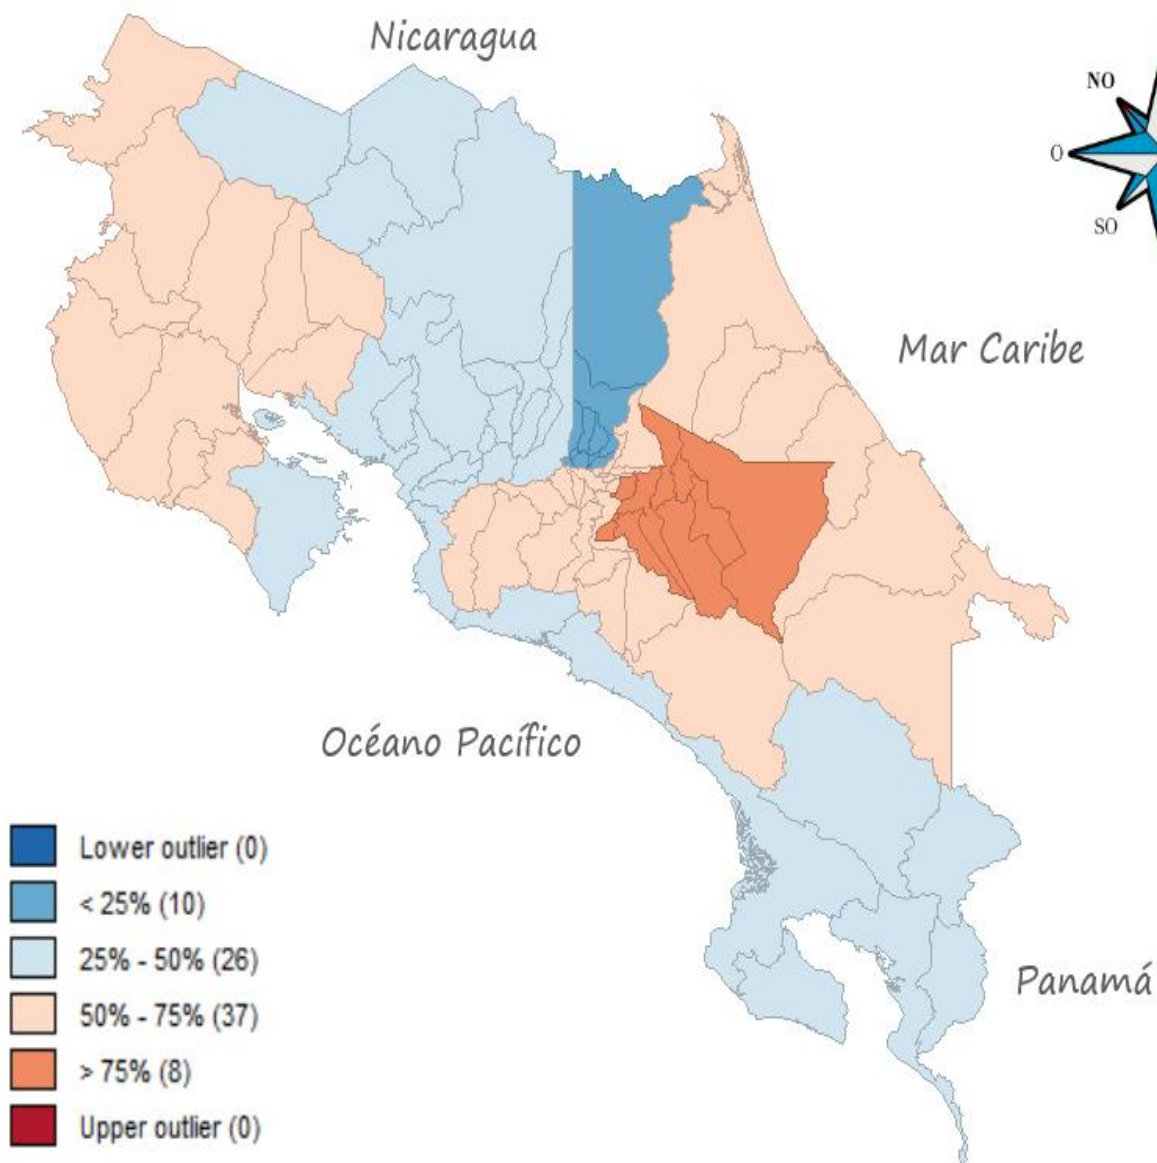 Nicaragua
NO
O
SO
Mar Caribe
Océano Pacífico
Panamá
Lower outlier (0)
< 25% (10)
25% - 50% (26)
50% - 75% (37)
> 75% (8)
Upper outlier (0)